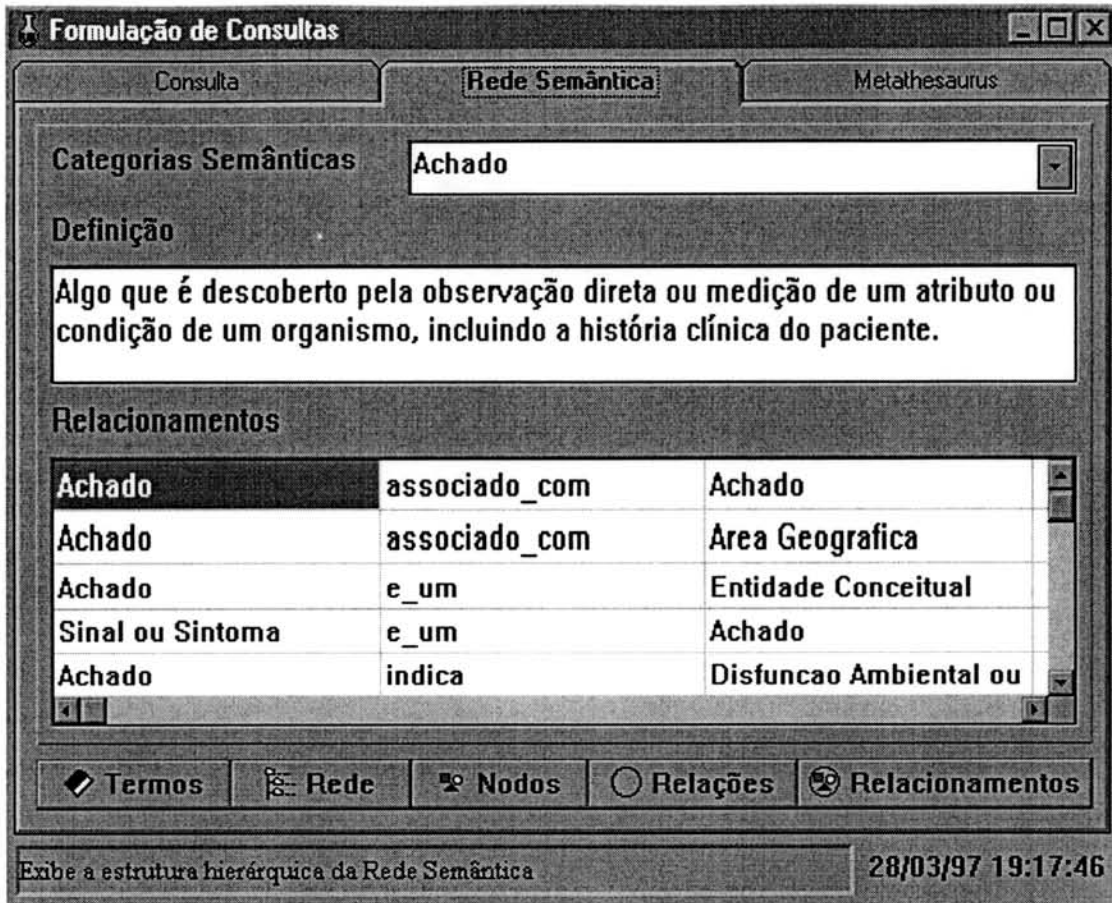 Formulação de Consultas
Consulta
Rede Semântica
Metathesaurus
Categorias Semânticas
Achado
Definição
Algo que é descoberto pela observação direta ou medição de um atributo ou
condição de um organismo, incluindo a história clínica do paciente.
Relacionamentos
Achado associado_com Achado
Achado associado_com Area Geografica
Achado e_um Entidade Conceitual
Sinal ou Sintoma e_um Achado
Achado indica Disfuncao Ambiental ou
Termos Rede Nodos Relações Relacionamentos
Exibe a estrutura hierárquica da Rede Semântica
28/03/97 19:17:46